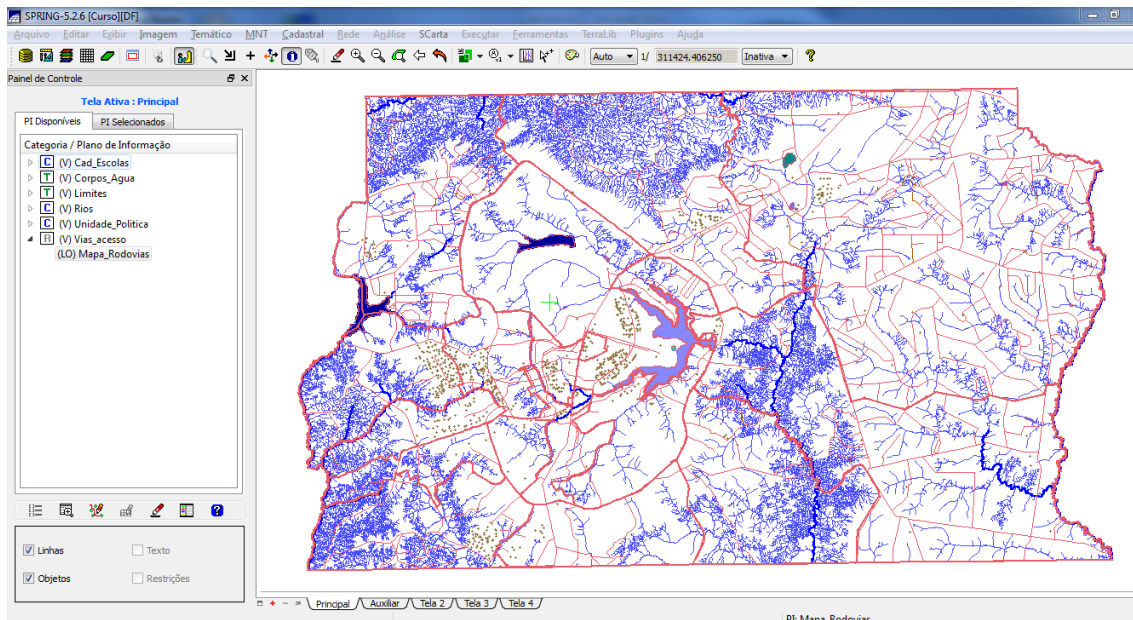 SPRING-5.2.6 [Curso][DF]
Arquivo Editar Exibir Imagem Temático MNT Cadastral Rede Análise SCarta Executar Ferramentas TerraLib Plugins Ajuda
Auto 1/ 311424.406250 Inativa
Painel de Controle
Tela Ativa : Principal
PI Disponíveis PI Selecionados
Categoria / Plano de Informação
C (V) Cad_Escolas
T (V) Corpos_Agua
T (V) Limites
C (V) Rios
C (V) Unidade_Politica
R (V) Vias_acesso
(LO) Mapa_Rodovias
Linhas Texto
Objetos Restrições
Principal Auxiliar Tela 2 Tela 3 Tela 4
PI: Mapa_Rodovias